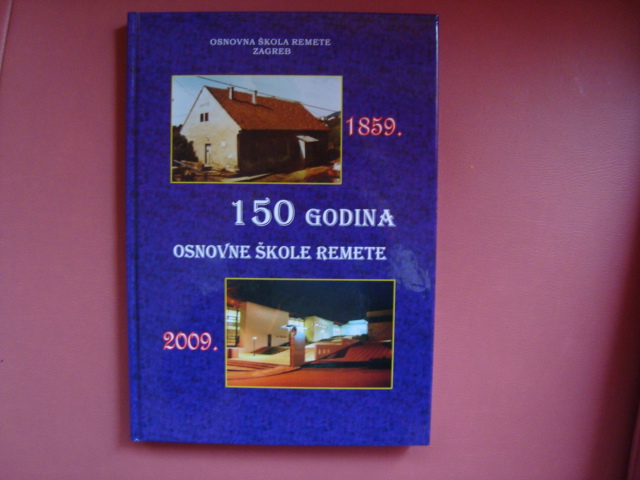 OSNOVNA ŠKOLA REMETE
ZAGREB
1859.
150 GODINA
OSNOVNE ŠKOLE REMETE
2009.